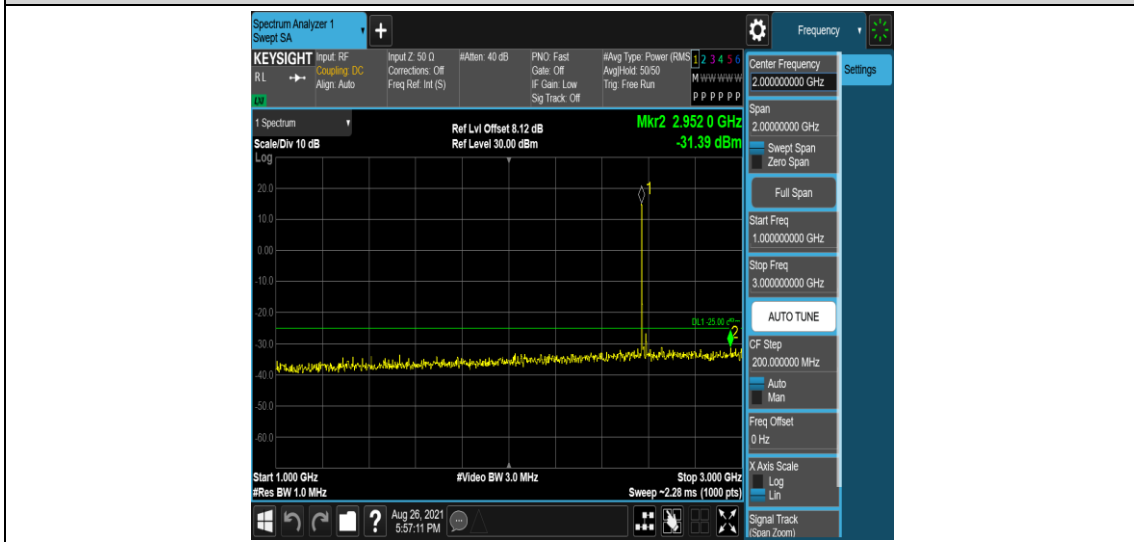 Spectrum Analyzer 1
Swept SA
+
Frequency
KEYSIGHT
RL
Input: RF
Coupling: DC
Align: Auto
Input Z: 50 Ω
Corrections: Off
Freq Ref: Int (S)
#Atten: 40 dB
PNO: Fast
Gate: Off
IF Gain: Low
Sig Track: Off
#Avg Type: Power (RMS
Avg|Hold: 50/50
Trig: Free Run
1 2 3 4 5 6
M W W W W W
P P P P P P
1 Spectrum
Scale/Div 10 dB
Log
Ref Lvl Offset 8.12 dB
Ref Level 30.00 dBm
Mkr2 2.952 0 GHz
-31.39 dBm
20.0
10.0
0.00
-10.0
-20.0
-30.0
-40.0
-50.0
-60.0
1
DL1 -25.00
2
Start 1.000 GHz
#Res BW 1.0 MHz
#Video BW 3.0 MHz
Stop 3.000 GHz
Sweep ~2.28 ms (1000 pts)
?
Aug 26, 2021
5:57:11 PM
Center Frequency
2.000000000 GHz
Settings
Span
2.00000000 GHz
Swept Span
Zero Span
Full Span
Start Freq
1.000000000 GHz
Stop Freq
3.000000000 GHz
AUTO TUNE
CF Step
200.000000 MHz
Auto
Man
Freq Offset
0 Hz
X Axis Scale
Log
Lin
Signal Track
(Span Zoom)